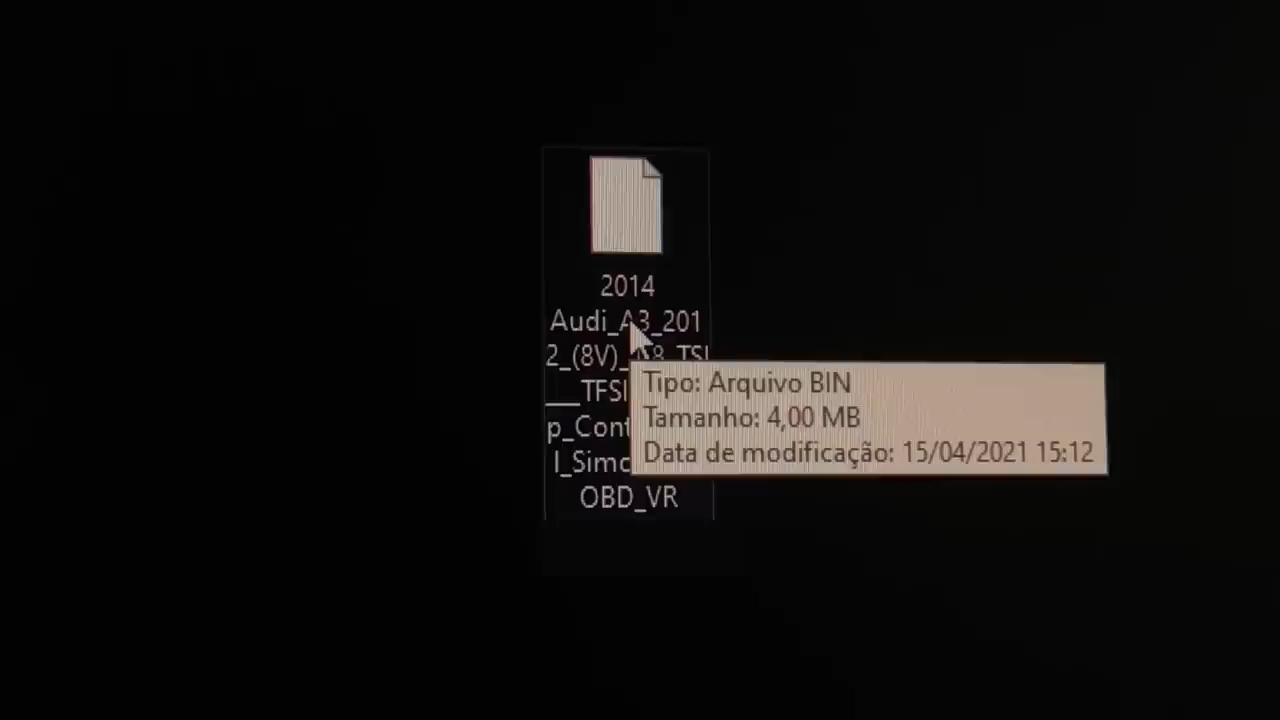 2014
Audi_A3_201
2_(8V)_
__TFSI
p_Cont
l_Simo
OBD_VR
Tipo: Arquivo BIN
Tamanho: 4,00 MB
Data de modificação: 15/04/2021 15:12